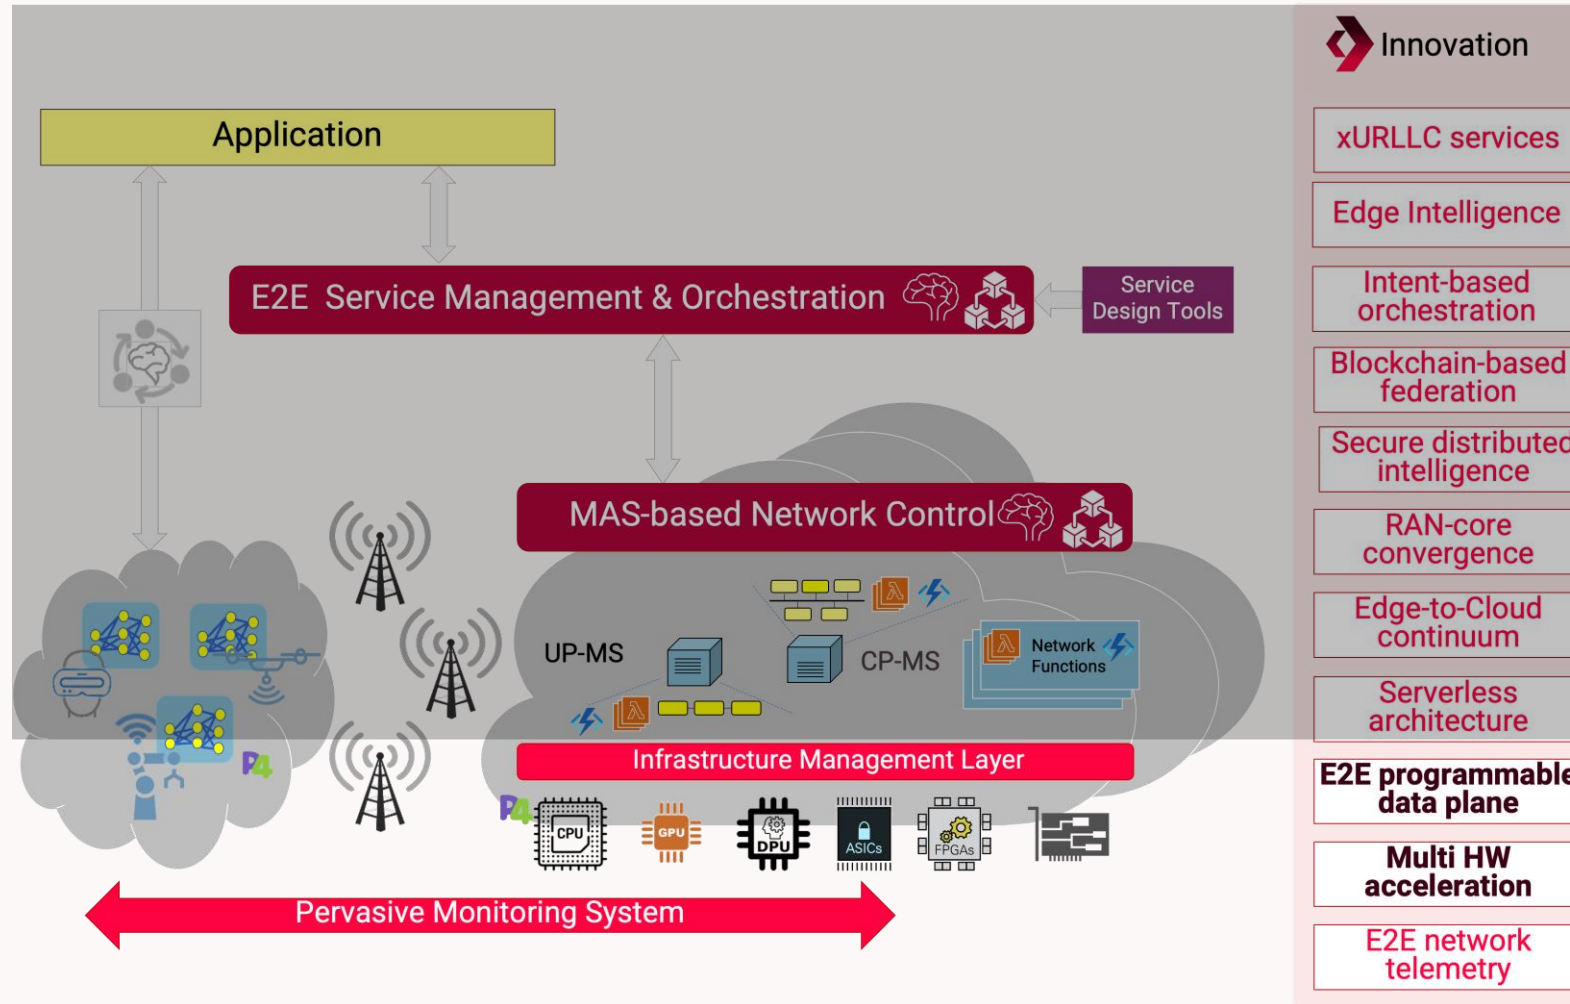 Innovation
Application
xURLLC services
Edge Intelligence
E2E Service Management & Orchestration
Service
Design Tools
Intent-based
orchestration
Blockchain-based
federation
Secure distributed
intelligence
MAS-based Network Control
RAN-core
convergence
Edge-to-Cloud
continuum
UP-MS
λ
CP-MS
λ
λ
Network
Functions
Serverless
architecture
P4
Infrastructure Management Layer
E2E programmable
data plane
P4
CPU
GPU
DPU
ASICs
FPGAs
Multi HW
acceleration
Pervasive Monitoring System
E2E network
telemetry